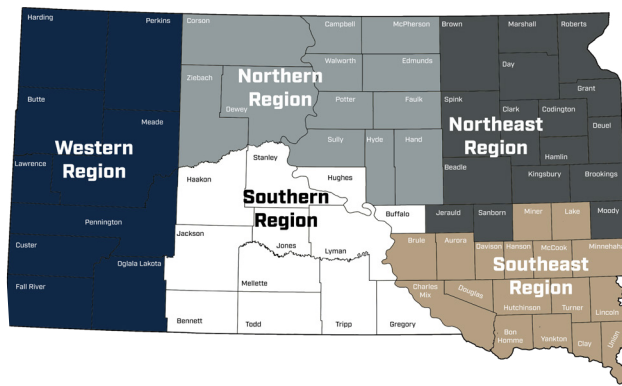 Harding
Perkins
Corson
Campbell
McPherson
Brown
Marshall
Roberts
Walworth
Edmunds
Day
Ziebach
Northern
Region
Dewey
Potter
Faulk
Spink
Grant
Butte
Clark
Codington
Meade
Northeast
Region
Deuel
Sully
Hyde
Hand
Hamlin
Western
Region
Stanley
Lawrence
Haakon
Hughes
Beadle
Kingsbury
Brookings
Southern
Region
Buffalo
Jerauld
Sanborn
Miner
Lake
Moody
Pennington
Jackson
Jones
Lyman
Brule
Aurora
Davison
Hanson
McCook
Minnehaha
Custer
Oglala Lakota
Southeast
Region
Fall River
Mellette
Charles
Mix
Douglas
Hutchinson
Turner
Lincoln
Bennett
Todd
Tripp
Gregory
Bon
Homme
Yankton
Clay
Union